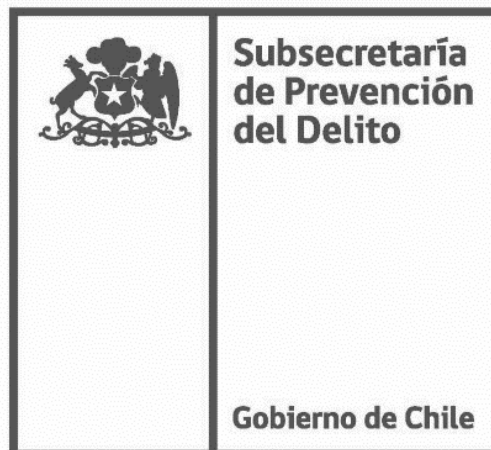 Subsecretaría
de Prevención
del Delito
Gobierno de Chile